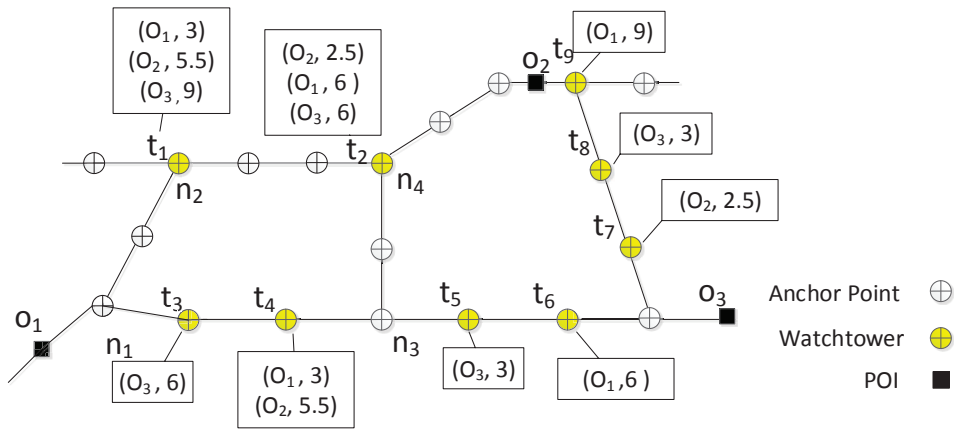 (O₁, 3)
(O₂, 5.5)
(O₃, 9)
(O₂, 2.5)
(O₁, 6)
(O₃, 6)
(O₁, 9)
o₂
t₉
t₈
(O₃, 3)
t₁
n₂
t₂
n₄
(O₂, 2.5)
t₇
o₁
n₁
t₃
t₄
n₃
t₅
t₆
o₃
(O₃, 6)
(O₁, 3)
(O₂, 5.5)
(O₃, 3)
(O₁,6)
Anchor Point
Watchtower
POI